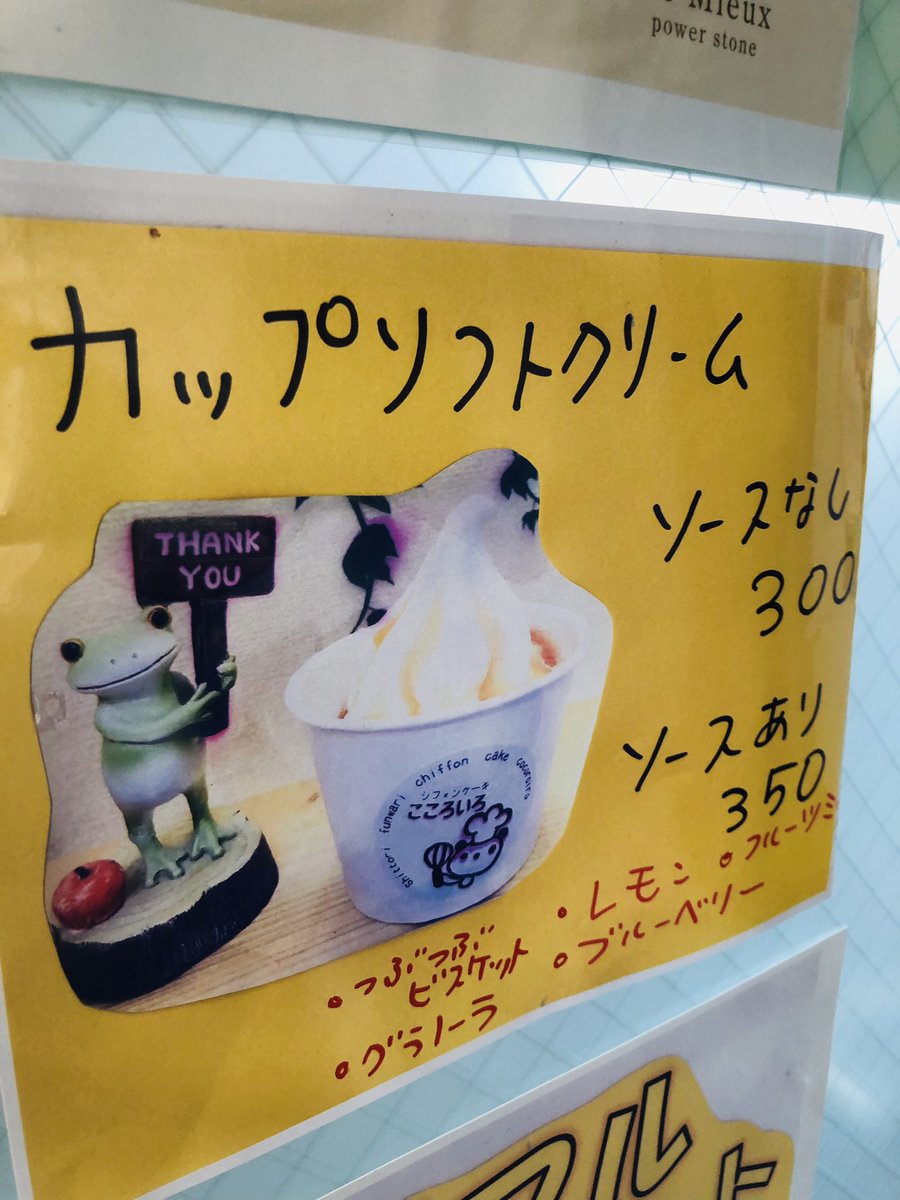 Mieux
power stone
カップソフトクリーム
ソースなし
300
ソースあり
350
THANK
YOU
shittori funwari chiffon cake cocoroiro
シフォンケーキ
こころいろ
・つぶつぶ
ビスケット
・グラノーラ
・レモン
・ブルーベリー
・フルーツミ